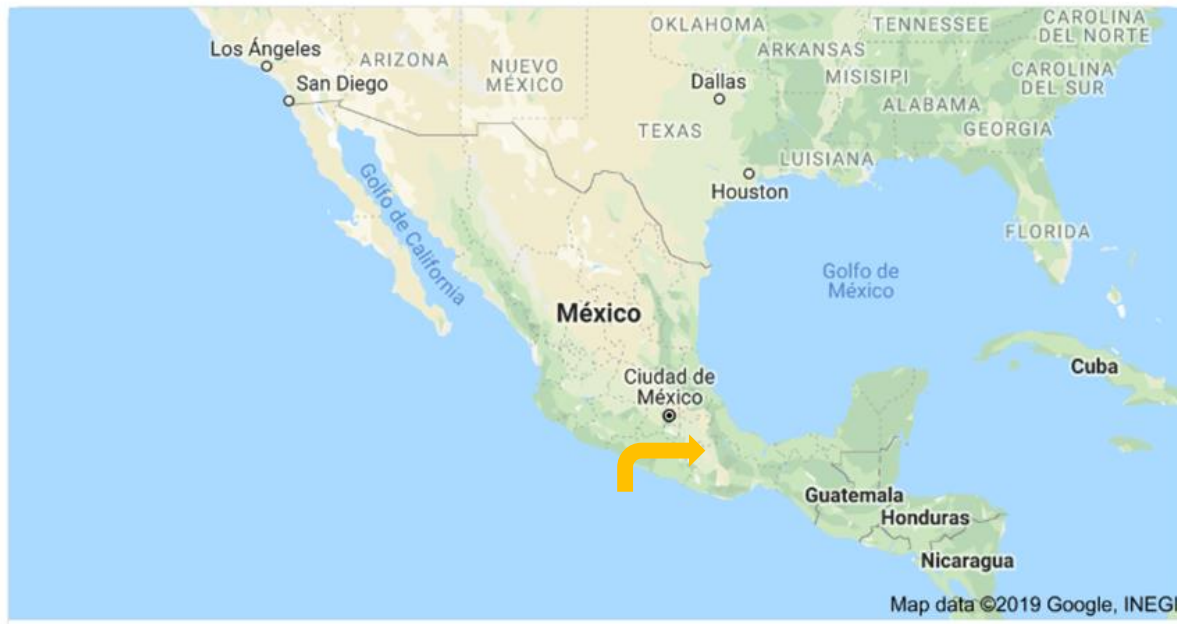 OKLAHOMA
TENNESSEE
CAROLINA
DEL NORTE
Los Ángeles
ARIZONA
NUEVO
MÉXICO
ARKANSAS
San Diego
Dallas
MISISIPI
CAROLINA
DEL SUR
ALABAMA
TEXAS
GEORGIA
LUISIANA
Houston
Golfo de California
FLORIDA
Golfo de
México
México
Cuba
Ciudad de
México
Guatemala
Honduras
Nicaragua
Map data ©2019 Google, INEGI